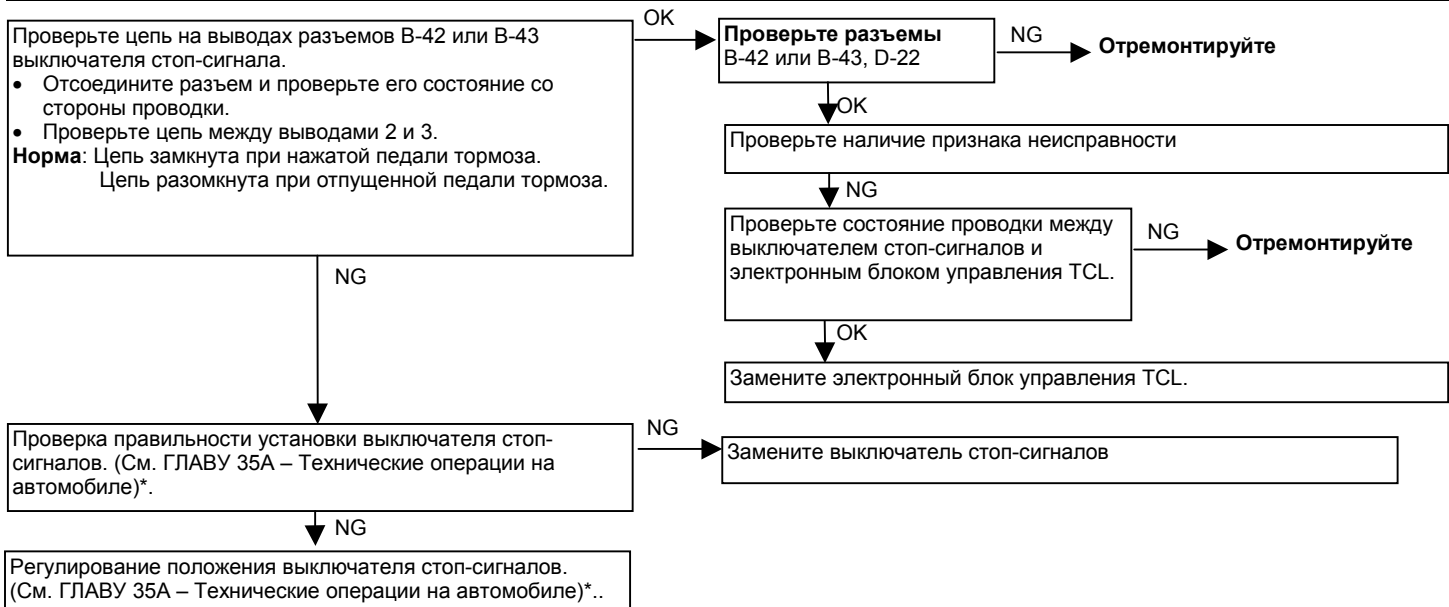 Проверьте цепь на выводах разъемов В-42 или В-43
выключателя стоп-сигнала.
• Отсоедините разъем и проверьте его состояние со
стороны проводки.
• Проверьте цепь между выводами 2 и 3.
Норма: Цепь замкнута при нажатой педали тормоза.
Цепь разомкнута при отпущенной педали тормоза.
OK
Проверьте разъемы
В-42 или В-43, D-22
NG
Отремонтируйте
OK
Проверьте наличие признака неисправности
NG
Проверьте состояние проводки между
выключателем стоп-сигналов и
электронным блоком управления TCL.
NG
Отремонтируйте
OK
Замените электронный блок управления TCL.
NG
Проверка правильности установки выключателя стоп-
сигналов. (См. ГЛАВУ 35А – Технические операции на
автомобиле)*.
NG
Замените выключатель стоп-сигналов
NG
Регулирование положения выключателя стоп-сигналов.
(См. ГЛАВУ 35А – Технические операции на автомобиле)*..